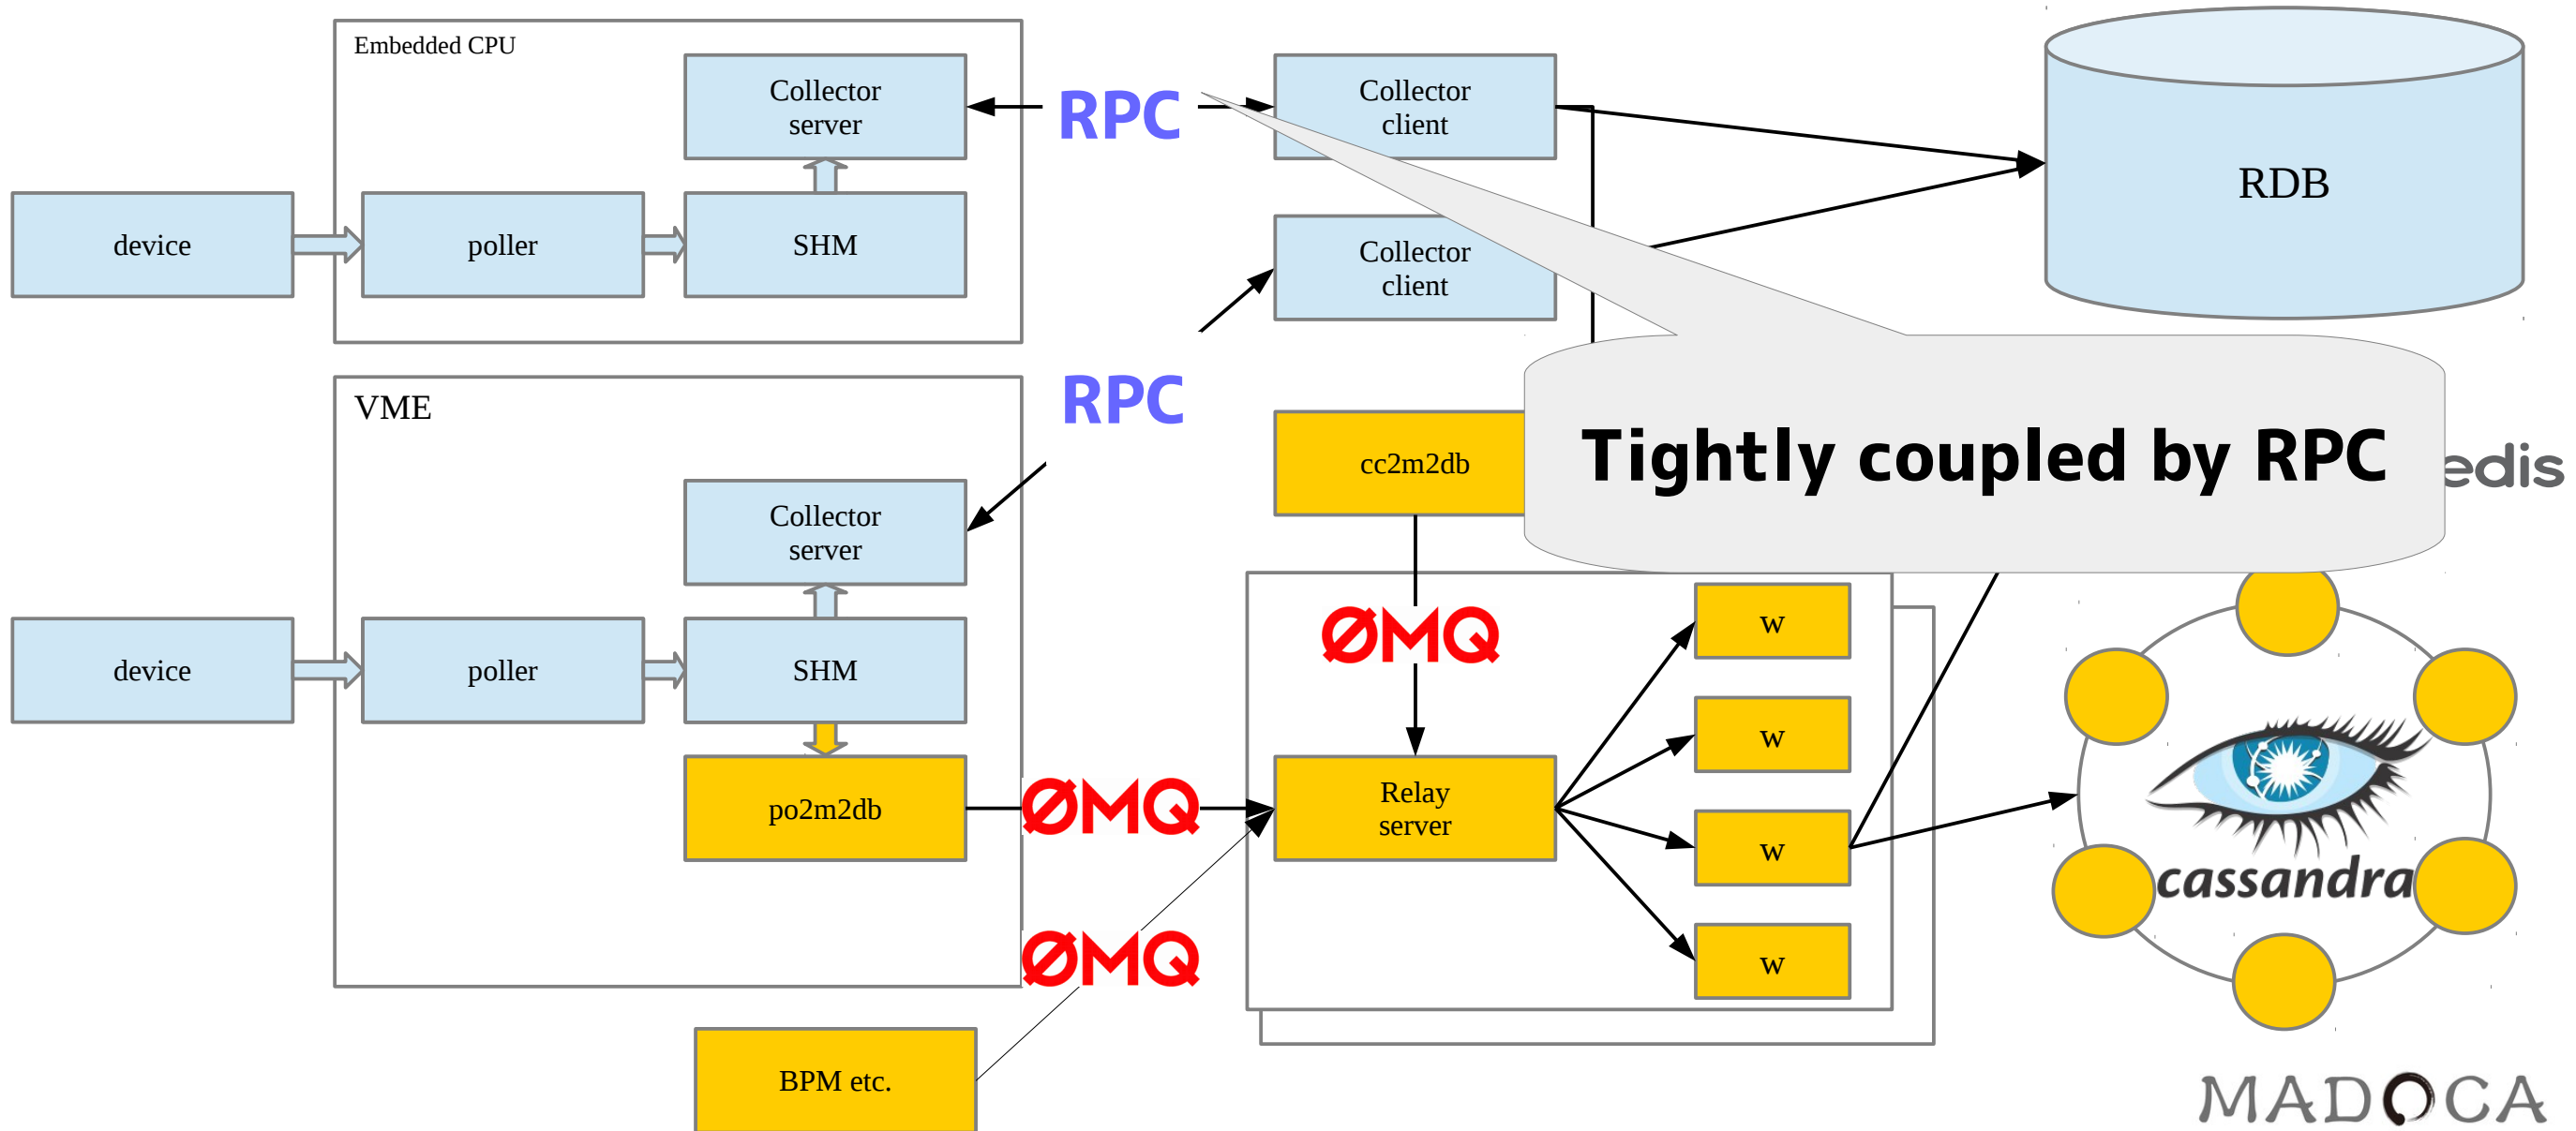 Embedded CPU
Collector
server
RPC
Collector
client
RDB
device
poller
SHM
Collector
client
VME
RPC
cc2m2db
Tightly coupled by RPC
edis
Collector
server
ØMQ
w
device
poller
SHM
w
po2m2db
ØMQ
Relay
server
w
cassandra
ØMQ
w
BPM etc.
MADOCA